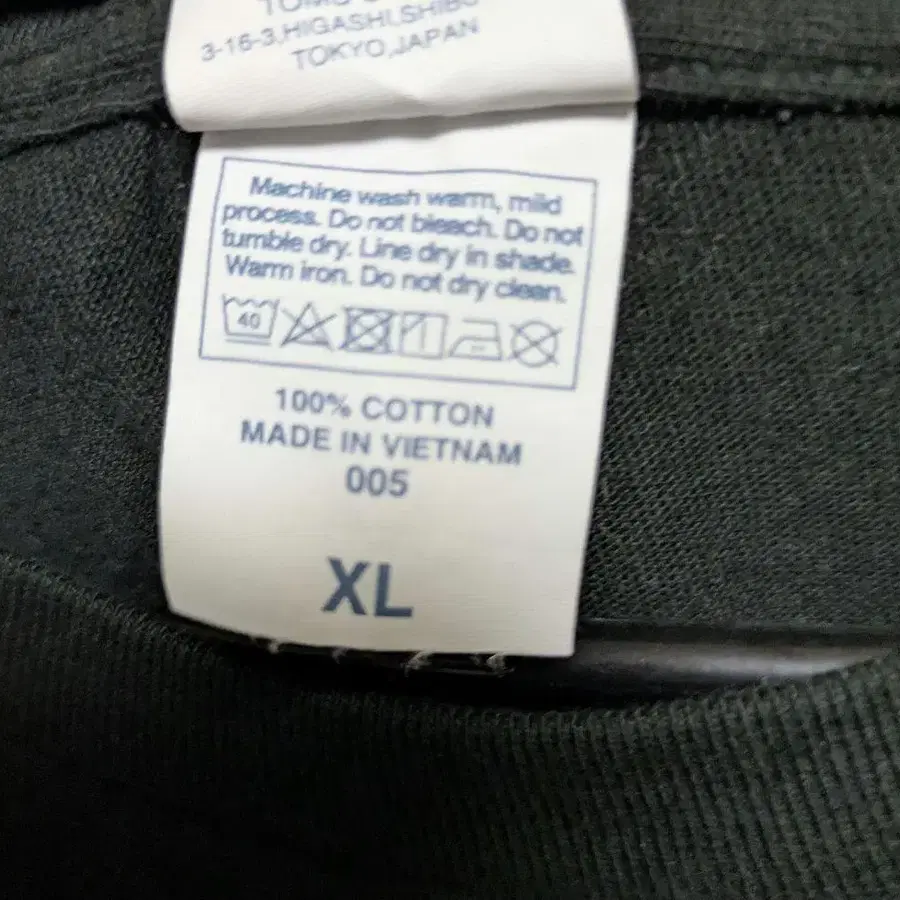 3-16-3,HIGASHI,SHIBU
TOKYO,JAPAN
Machine wash warm, mild
process. Do not bleach. Do not
tumble dry. Line dry in shade.
Warm iron. Do not dry clean.
40
100% COTTON
MADE IN VIETNAM
005
XL